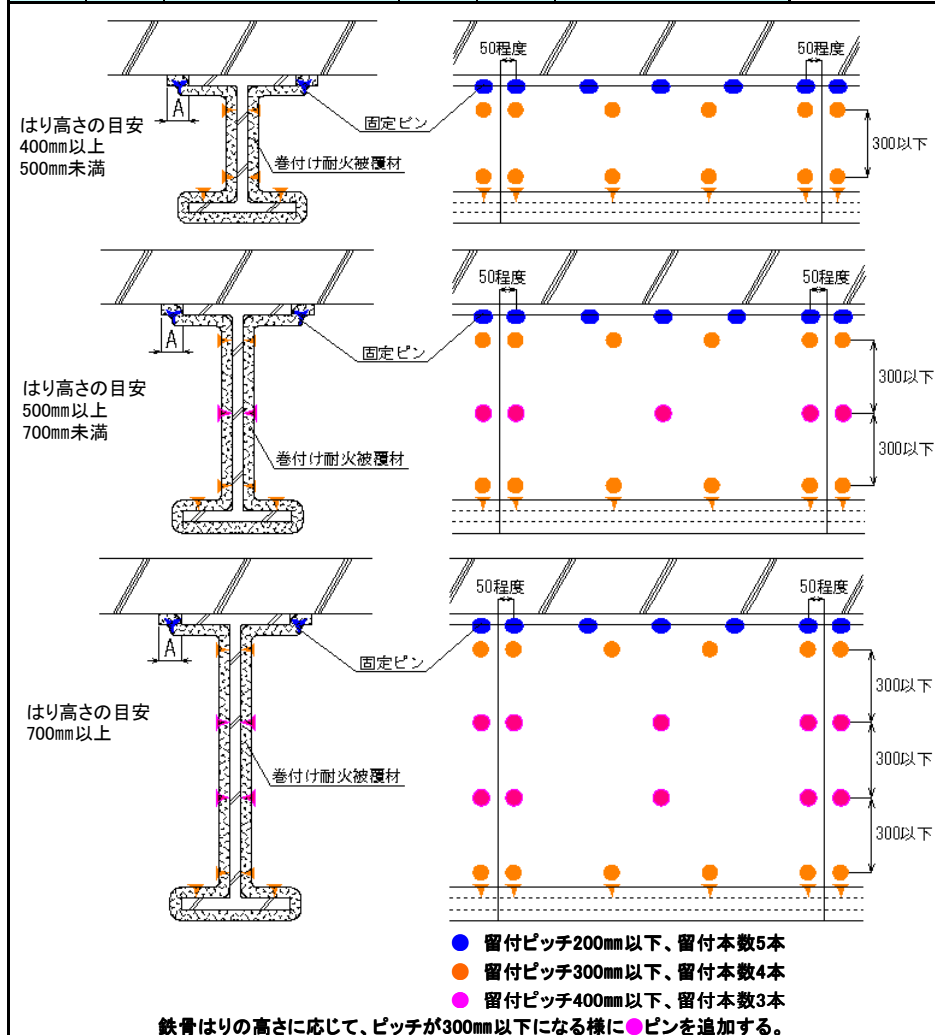 50程度
50程度
A
はり高さの目安
400mm以上
500mm未満
固定ピン
巻付け耐火被覆材
300以下
50程度
50程度
A
はり高さの目安
500mm以上
700mm未満
固定ピン
巻付け耐火被覆材
300以下
300以下
50程度
50程度
A
はり高さの目安
700mm以上
固定ピン
巻付け耐火被覆材
300以下
300以下
300以下
● 留付ピッチ200mm以下、留付本数5本
● 留付ピッチ300mm以下、留付本数4本
● 留付ピッチ400mm以下、留付本数3本
鉄骨はりの高さに応じて、ピッチが300mm以下になる様に●ピンを追加する。